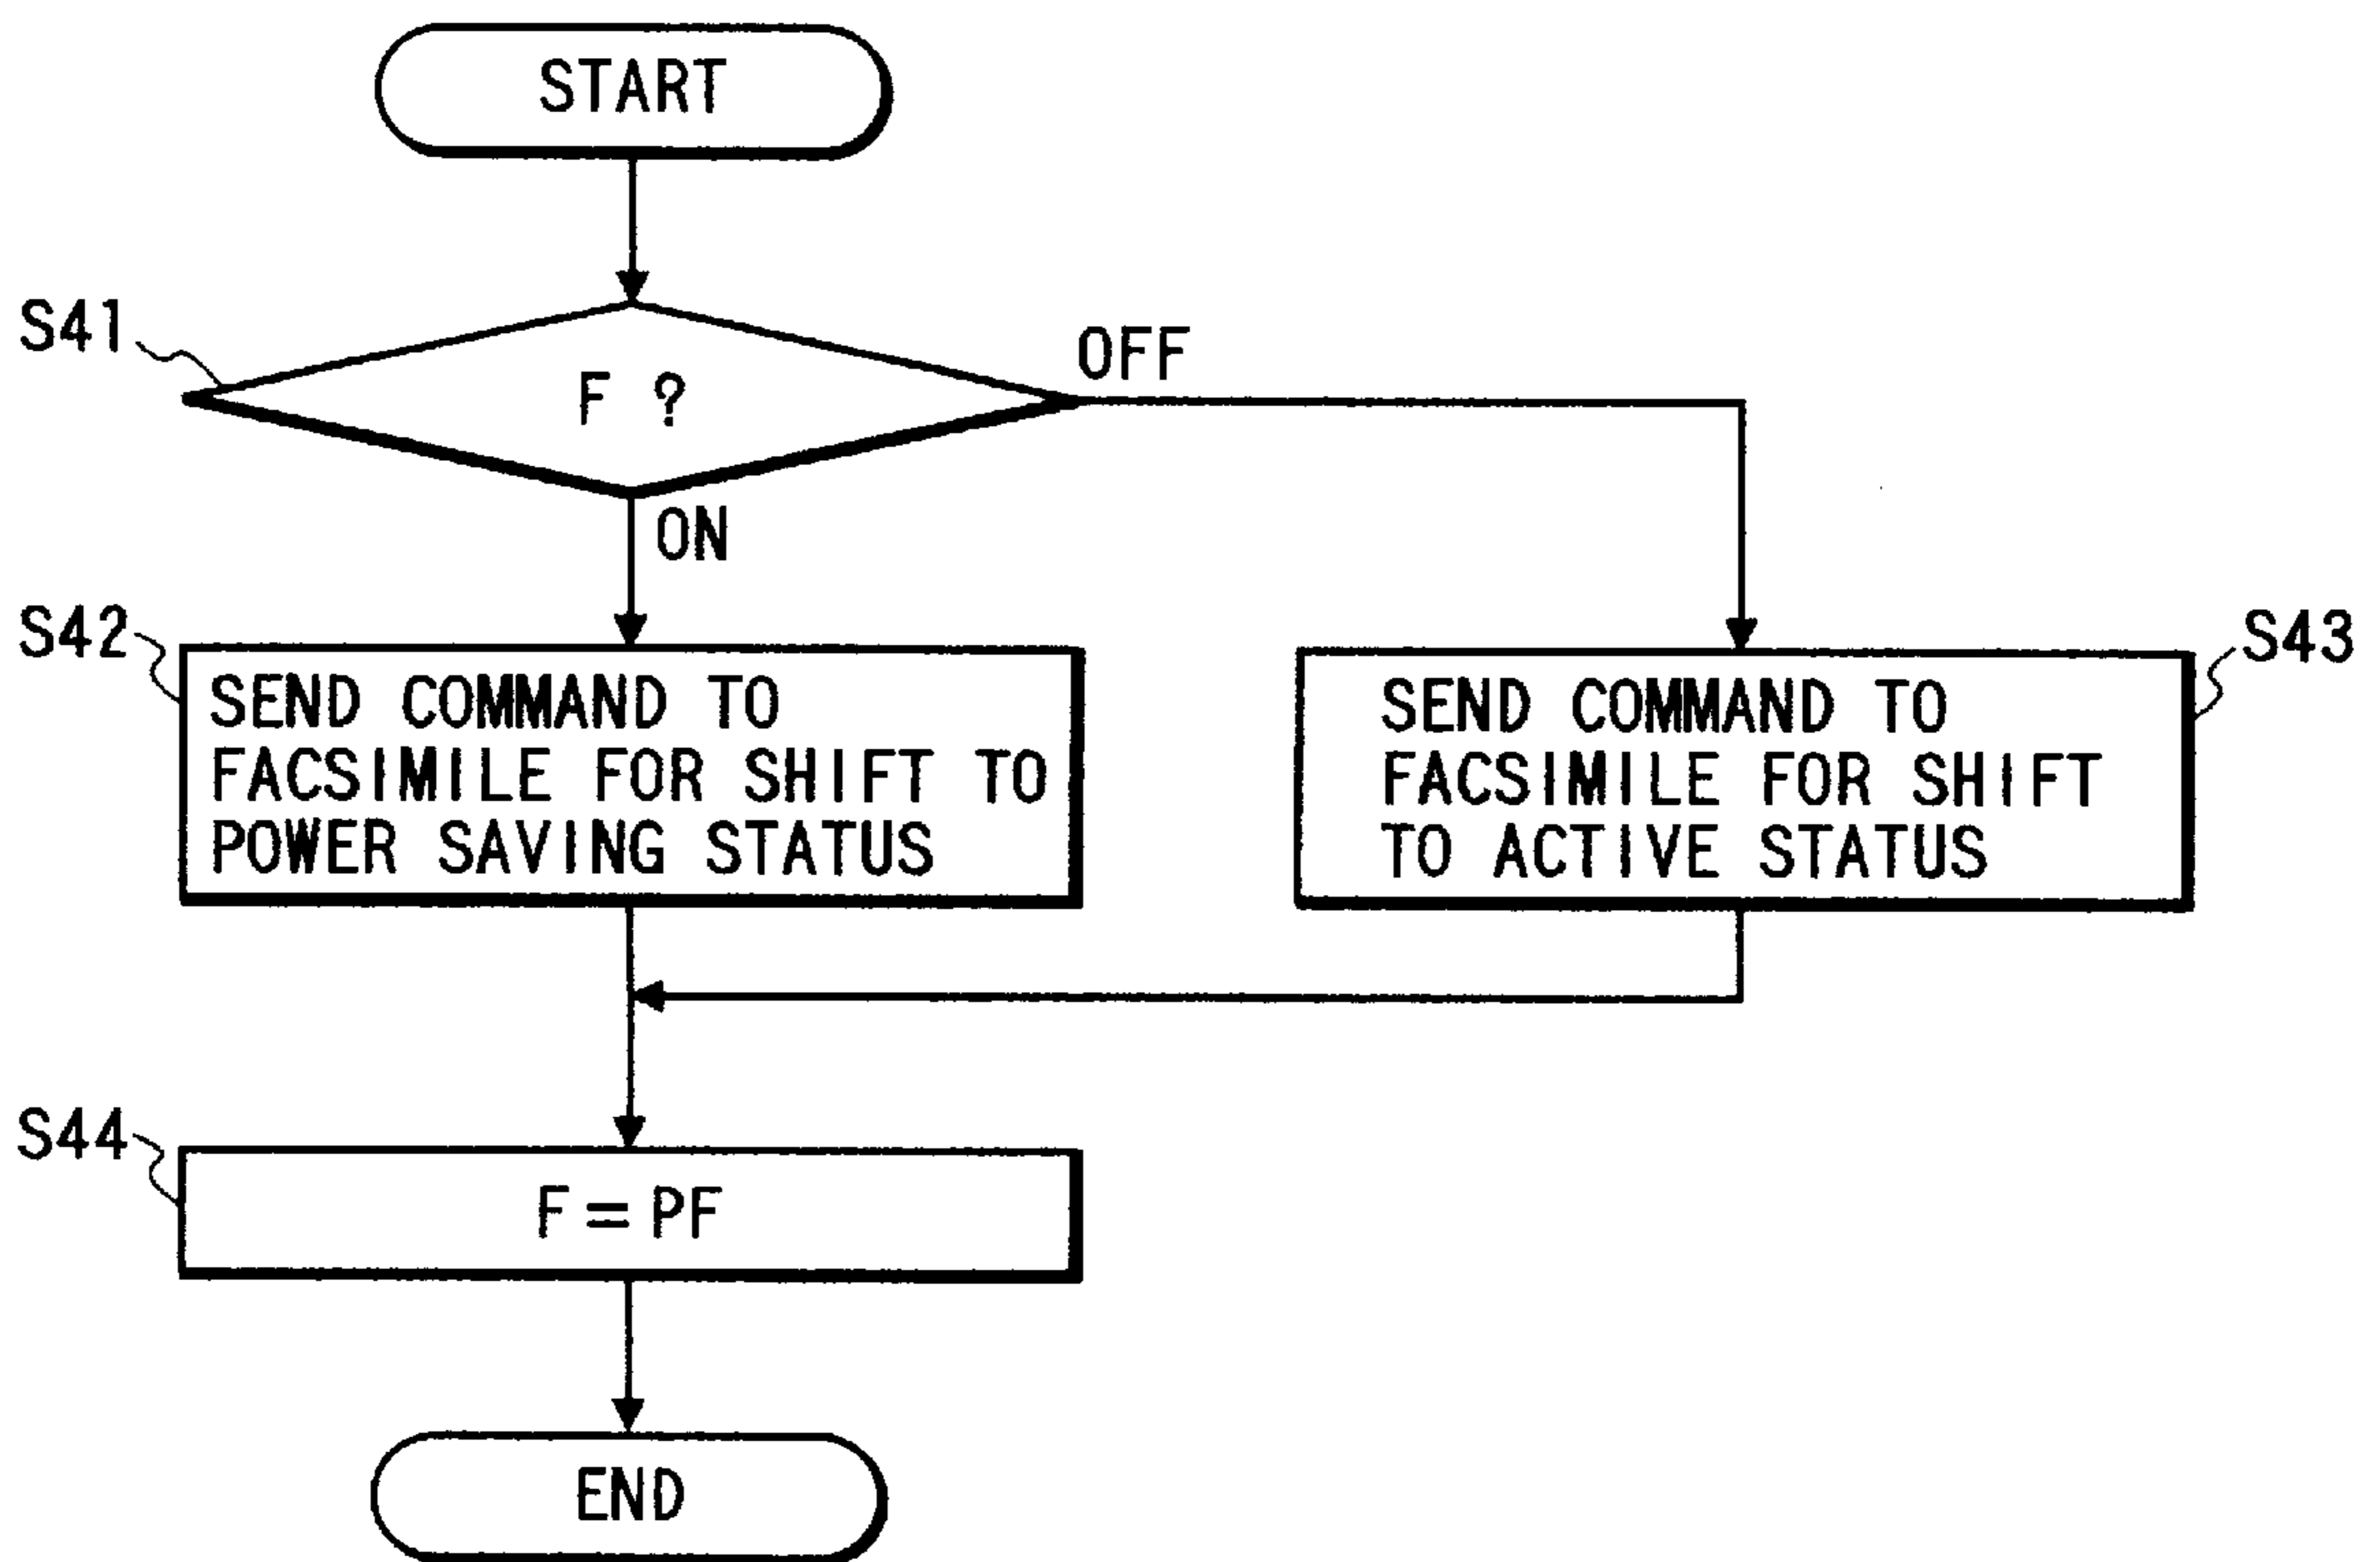 START
S41
F ?
OFF
ON
S42
SEND COMMAND TO
FACSIMILE FOR SHIFT TO
POWER SAVING STATUS
S43
SEND COMMAND TO
FACSIMILE FOR SHIFT
TO ACTIVE STATUS
S44
F = PF
END